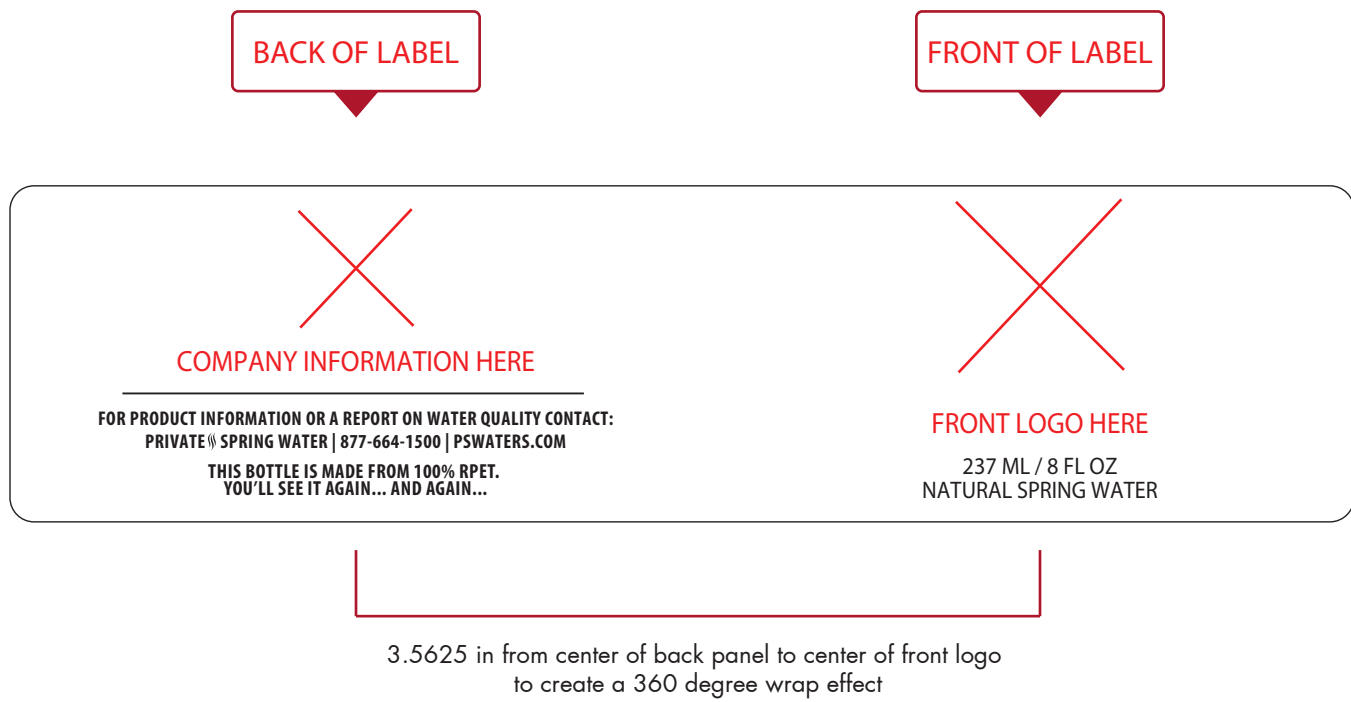 BACK OF LABEL
FRONT OF LABEL
COMPANY INFORMATION HERE
FOR PRODUCT INFORMATION OR A REPORT ON WATER QUALITY CONTACT:
PRIVATE SPRING WATER | 877-664-1500 | PSWATERS.COM
THIS BOTTLE IS MADE FROM 100% RPET.
YOU'LL SEE IT AGAIN... AND AGAIN...
FRONT LOGO HERE
237 ML / 8 FL OZ
NATURAL SPRING WATER
3.5625 in from center of back panel to center of front logo
to create a 360 degree wrap effect